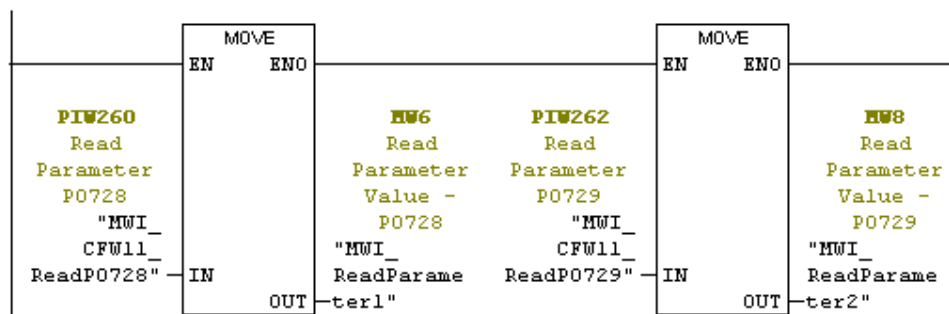 MOVE
EN ENO
PIW260
Read
Parameter
P0728
"MWI_
CFW11_
ReadP0728"
IN
OUT
MW6
Read
Parameter
Value -
P0728
"MWI_
ReadParame
ter1"
PIW262
Read
Parameter
P0729
"MWI_
CFW11_
ReadP0729"
MOVE
EN ENO
IN
OUT
MW8
Read
Parameter
Value -
P0729
"MWI_
ReadParame
ter2"